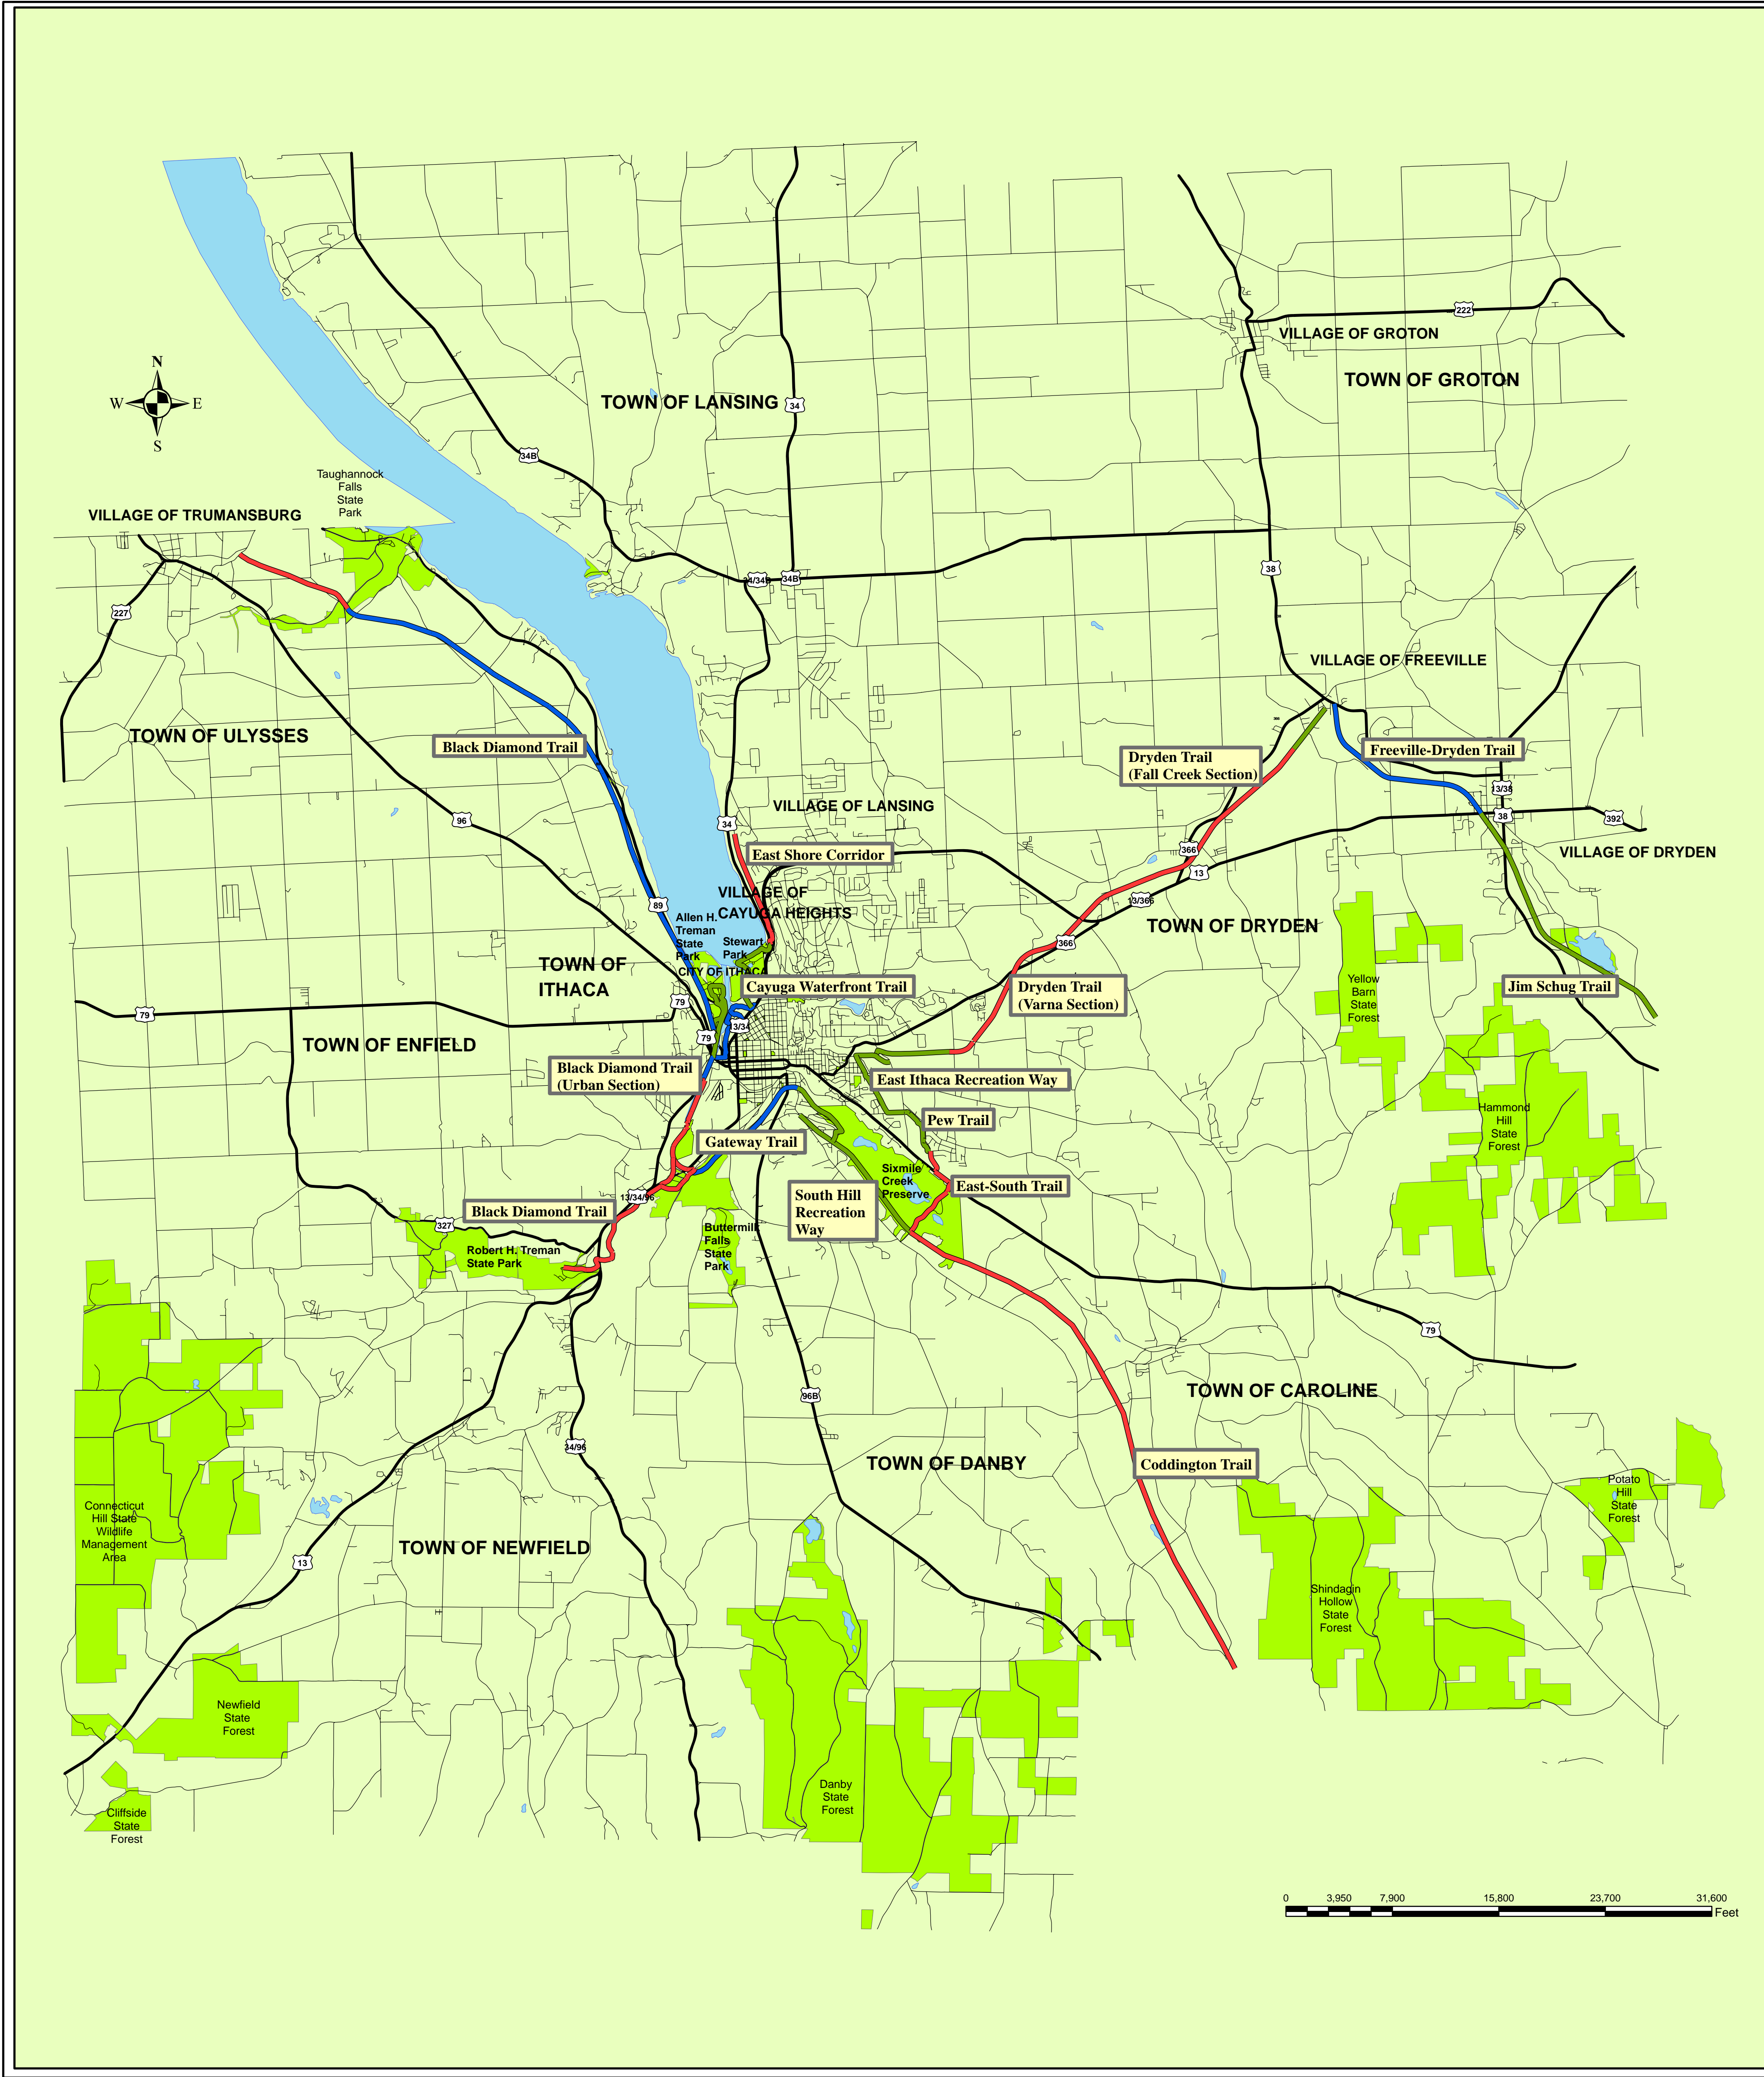 222
VILLAGE OF GROTON
TOWN OF GROTON
N
W
E
S
TOWN OF LANSING
34
34B
Taughannock
Falls
State
Park
VILLAGE OF TRUMANSBURG
34/34B
34B
38
227
VILLAGE OF FREEVILLE
TOWN OF ULYSSES
Black Diamond Trail
Dryden Trail
(Fall Creek Section)
Freeville-Dryden Trail
13/38
38
392
96
34
VILLAGE OF LANSING
East Shore Corridor
366
13
VILLAGE OF DRYDEN
VILLAGE OF
CAYUGA HEIGHTS
89
13/366
Allen H.
Treman
State
Park
Stewart
Park
TOWN OF DRYDEN
366
CITY OF ITHACA
TOWN OF
ITHACA
Cayuga Waterfront Trail
Dryden Trail
(Varna Section)
Yellow
Barn
State
Forest
Jim Schug Trail
79
79
13/34
79
TOWN OF ENFIELD
Black Diamond Trail
(Urban Section)
East Ithaca Recreation Way
Pew Trail
Hammond
Hill
State
Forest
Gateway Trail
Sixmile
Creek
Preserve
East-South Trail
South Hill
Recreation
Way
13/34/96
Black Diamond Trail
327
Buttermilk
Falls
State
Park
Robert H. Treman
State Park
79
TOWN OF CAROLINE
96B
34/96
TOWN OF DANBY
Coddington Trail
Potato
Hill
State
Forest
Connecticut
Hill State
Wildlife
Management
Area
TOWN OF NEWFIELD
13
Shindagin
Hollow
State
Forest
Newfield
State
Forest
Danby
State
Forest
Cliffside
State
Forest
0 3,950 7,900 15,800 23,700 31,600
Feet